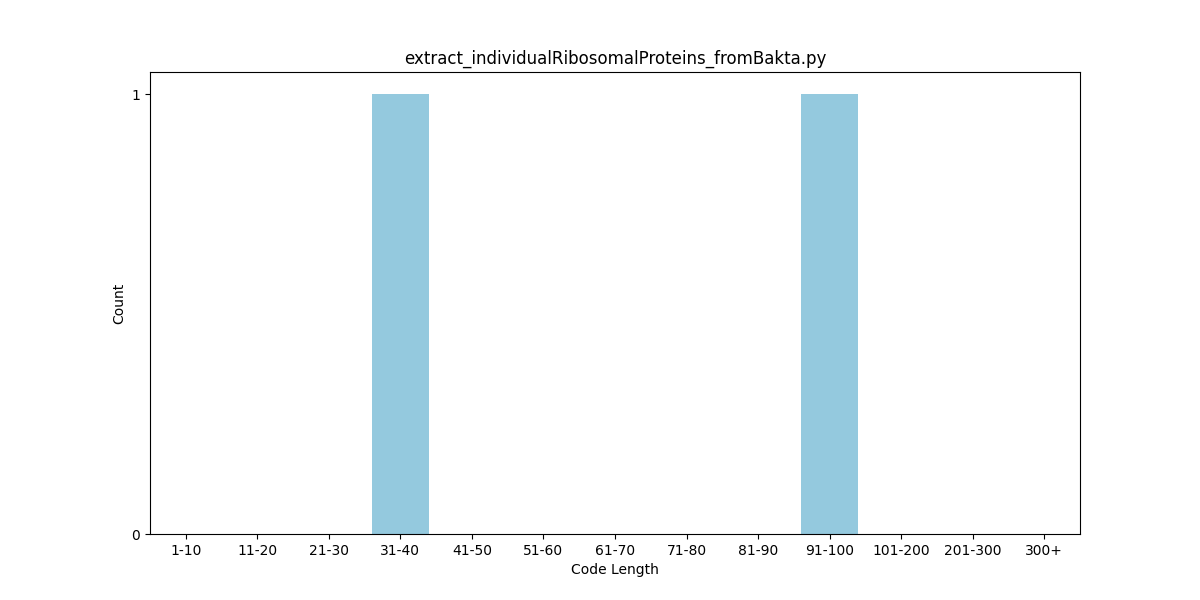 extract_individualRibosomalProteins_fromBakta.py
1
0
Count
1-10 11-20 21-30 31-40 41-50 51-60 61-70 71-80 81-90 91-100 101-200 201-300 300+
Code Length